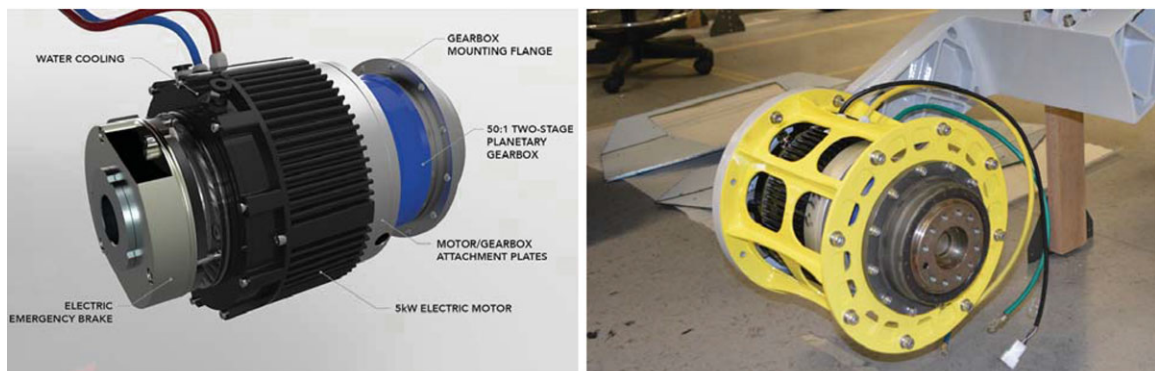 GEARBOX
MOUNTING FLANGE
WATER COOLING
50:1 TWO-STAGE
PLANETARY
GEARBOX
MOTOR/GEARBOX
ATTACHMENT PLATES
ELECTRIC
EMERGENCY BRAKE
5kW ELECTRIC MOTOR